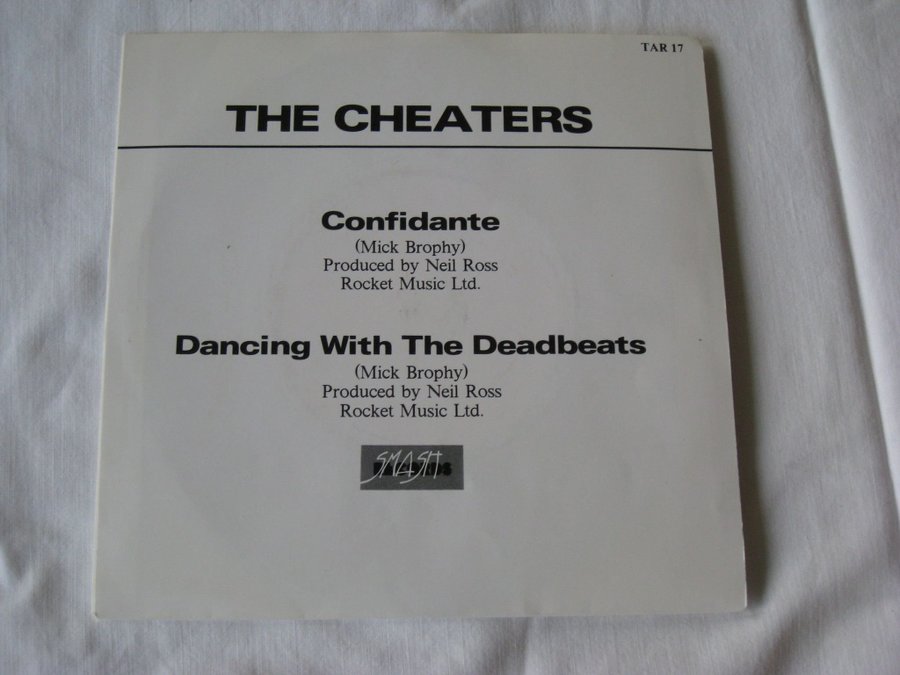 TAR 17
THE CHEATERS
Confidante
(Mick Brophy)
Produced by Neil Ross
Rocket Music Ltd.
Dancing With The Deadbeats
(Mick Brophy)
Produced by Neil Ross
Rocket Music Ltd.
SMASH
RECORDS